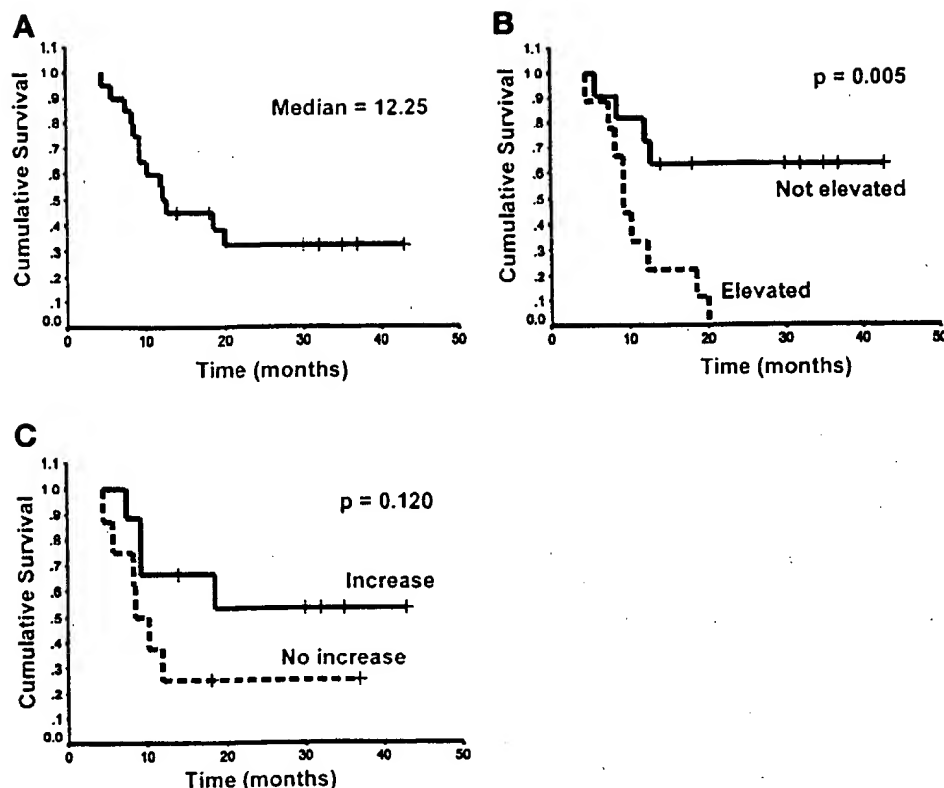 A
1.1
1 0
.9
.8
.7
.6
.5
.4
.3
.2
.1
0.0
Cumulative Survival
Median = 12.25
0 10 20 30 40 50
Time (months)
B
1.1
1 0
.9
.8
.7
.6
.5
.4
.3
.2
.1
0.0
Cumulative Survival
p = 0.005
Not elevated
Elevated
0 10 20 30 40 50
Time (months)
C
1.1
1 0
.9
.8
.7
.6
.5
.4
.3
.2
.1
0.0
Cumulative Survival
p = 0.120
Increase
No increase
0 10 20 30 40 50
Time (months)